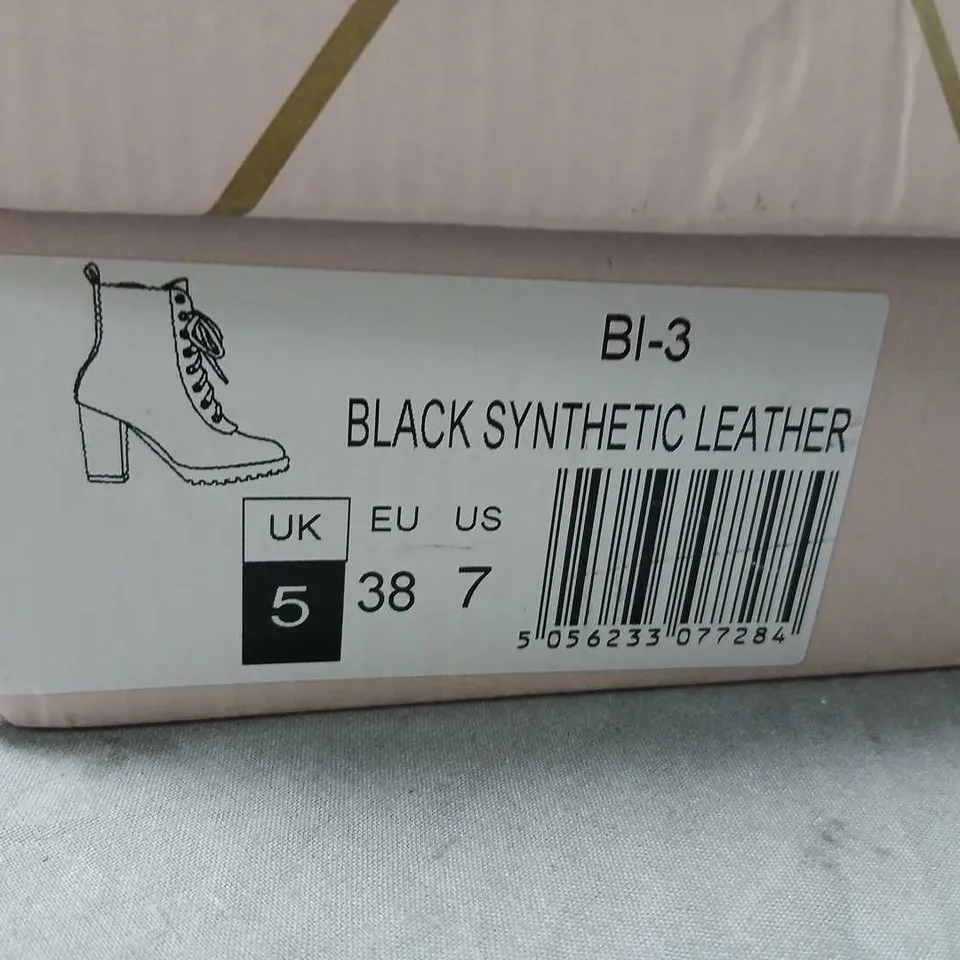 BI-3
BLACK SYNTHETIC LEATHER
UK EU US
5 38 7
5 056233 077284